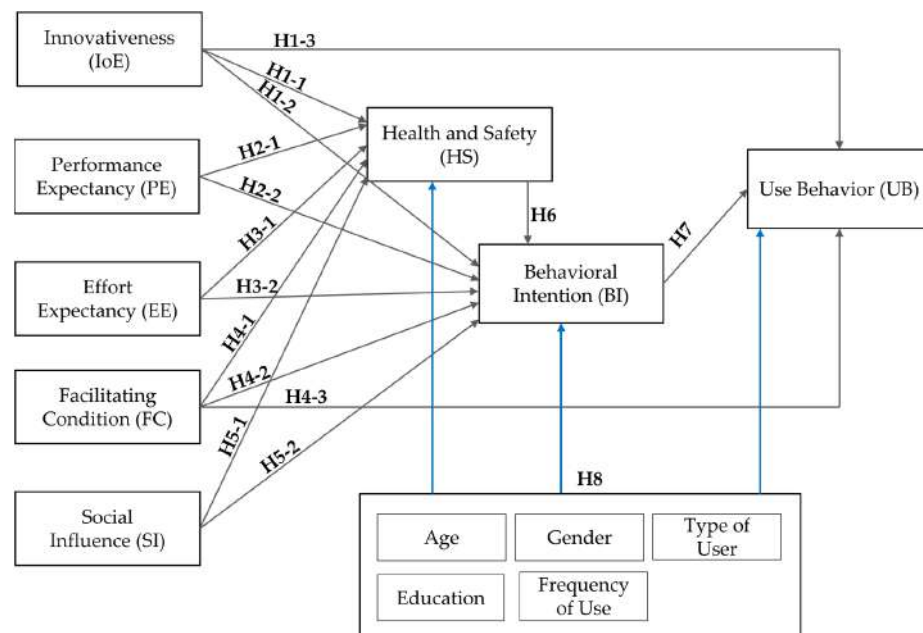 Innovativeness
(IoE)
H1-3
H1-1
H1-2
Health and Safety
(HS)
Performance
Expectancy (PE)
H2-1
H2-2
Use Behavior (UB)
H6
H7
H3-1
Behavioral
Intention (BI)
Effort
Expectancy (EE)
H3-2
H4-1
H4-2
Facilitating
Condition (FC)
H4-3
H5-1
H5-2
H8
Social
Influence (SI)
Age
Gender
Type of
User
Education
Frequency
of Use